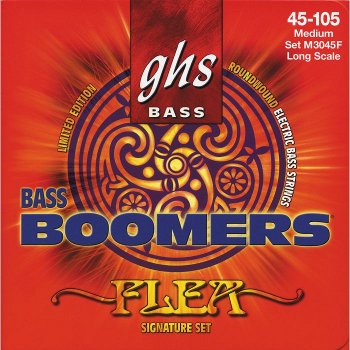 45-105
Medium
Set M3045F
Long Scale
ghs
BASS
LIMITED EDITION
ROUNDWOUND ELECTRIC BASS STRINGS
BASS
BOOMERS
FLEA
SIGNATURE SET